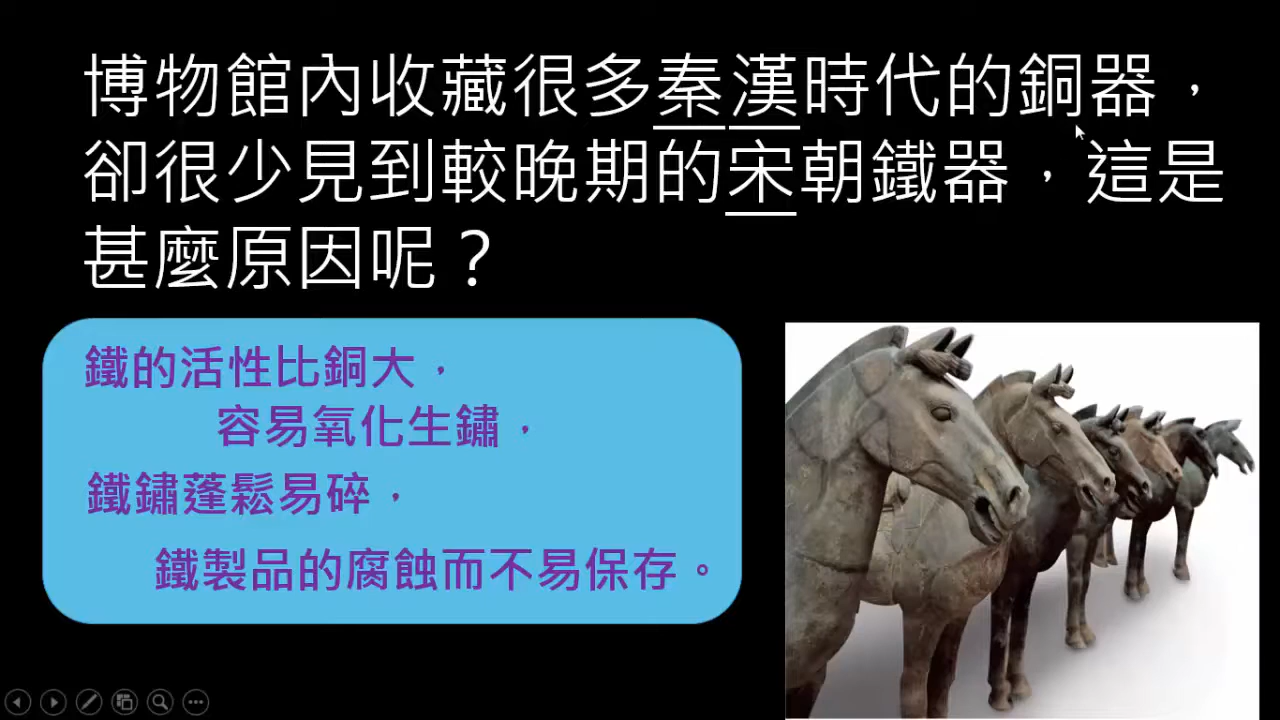 博物館內收藏很多秦漢時代的銅器，
卻很少見到較晚期的宋朝鐵器，這是
甚麼原因呢？
鐵的活性比銅大，
容易氧化生鏽，
鐵鏽蓬鬆易碎，
鐵製品的腐蝕而不易保存。